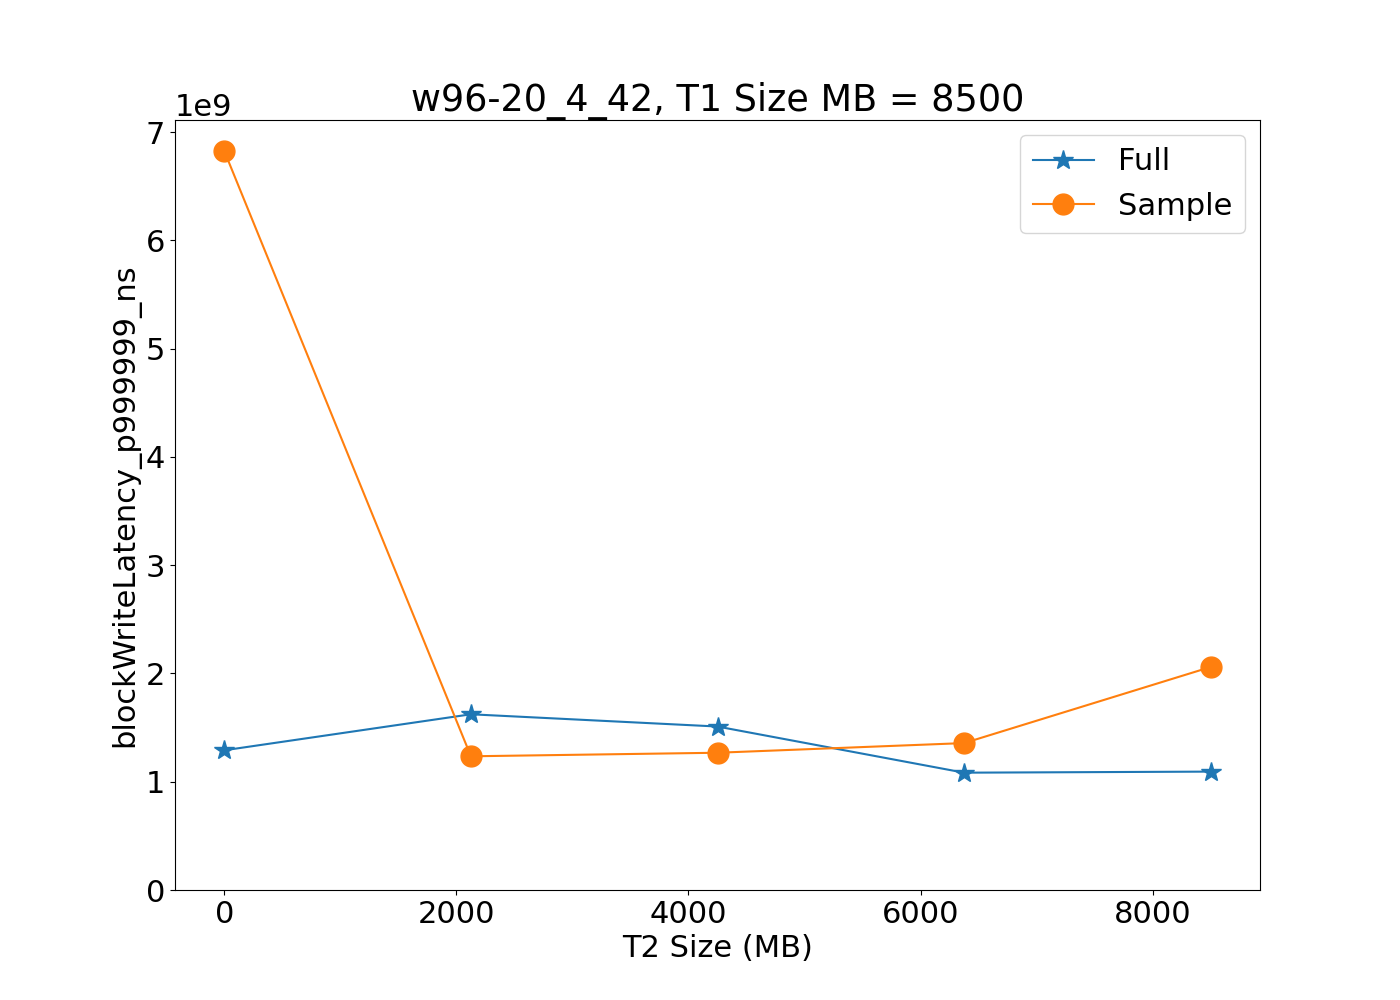 w96-20_4_42, T1 Size MB = 8500
1e9
7
6
5
4
3
2
1
0
blockWriteLatency_p999999_ns
Full
Sample
0 2000 4000 6000 8000
T2 Size (MB)